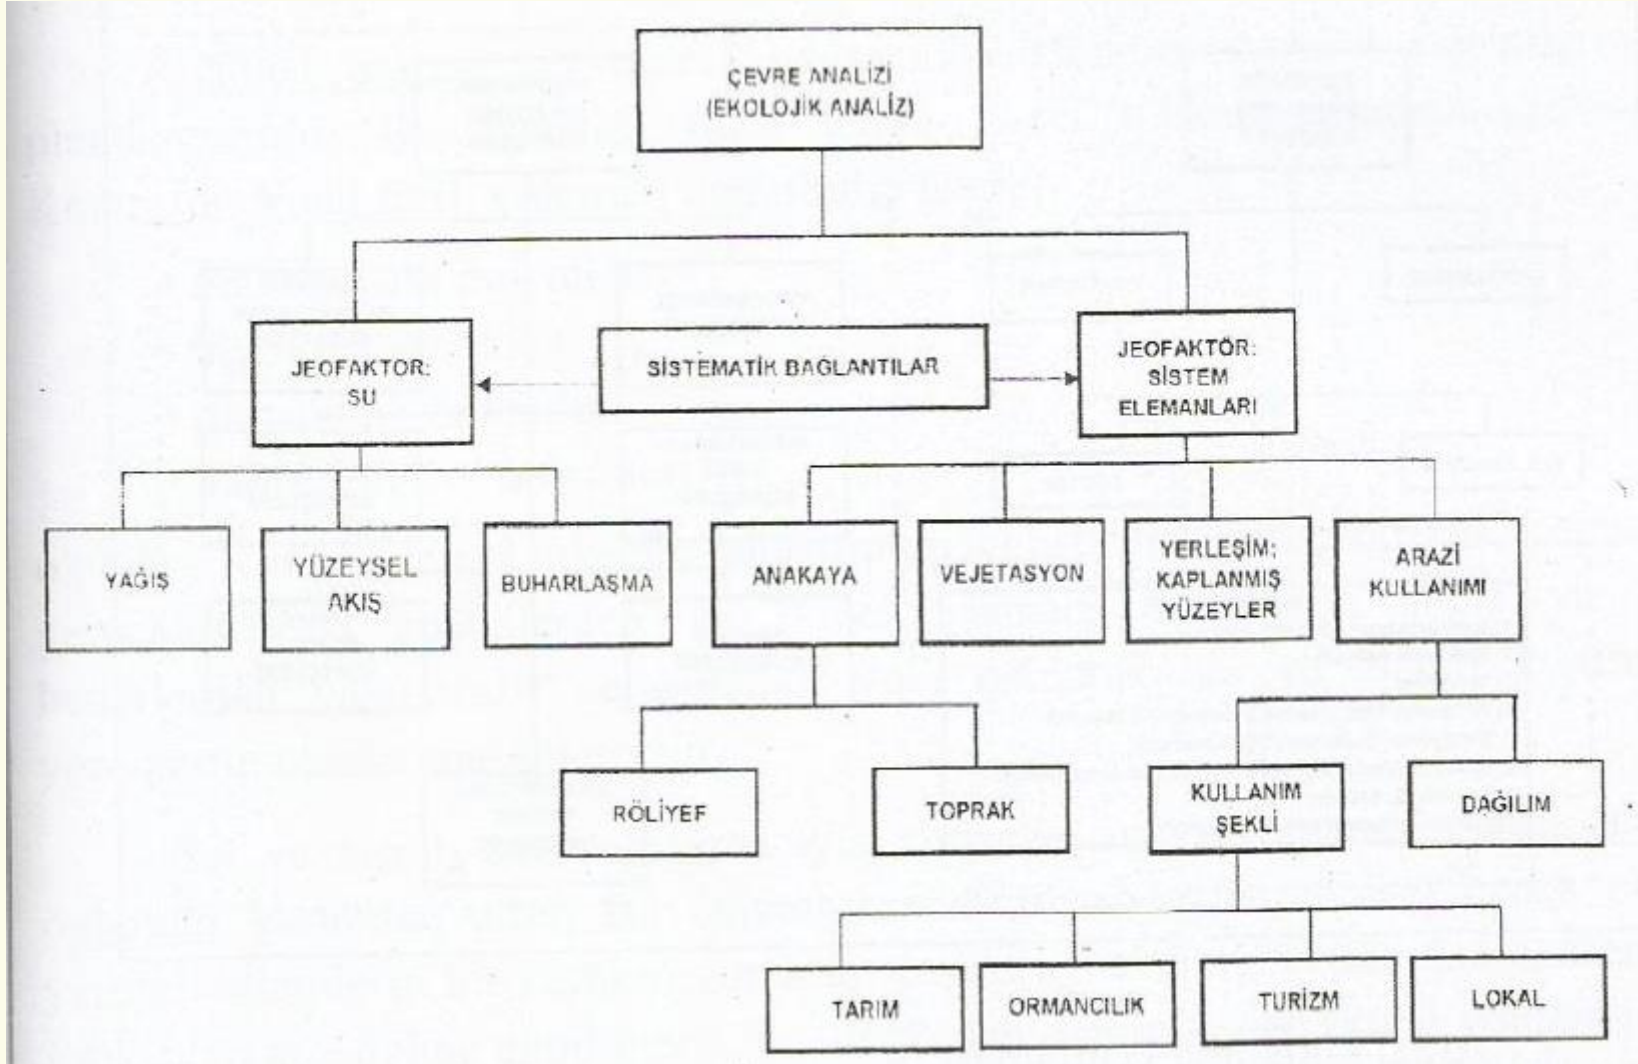 ÇEVRE ANALİZİ
(EKOLOJİK ANALİZ)
JEOFAKTOR:
SU
SİSTEMATİK BAĞLANTILAR
JEOFAKTÖR:
SİSTEM
ELEMANLARI
YAĞIŞ
YÜZEYSEL
AKIŞ
BUHARLAŞMA
ANAKAYA
VEJETASYON
YERLEŞİM;
KAPLANMIŞ
YÜZEYLER
ARAZİ
KULLANIMI
RÖLİYEF
TOPRAK
KULLANIM
ŞEKLİ
DAĞILIM
TARIM
ORMANCILIK
TURİZM
LOKAL